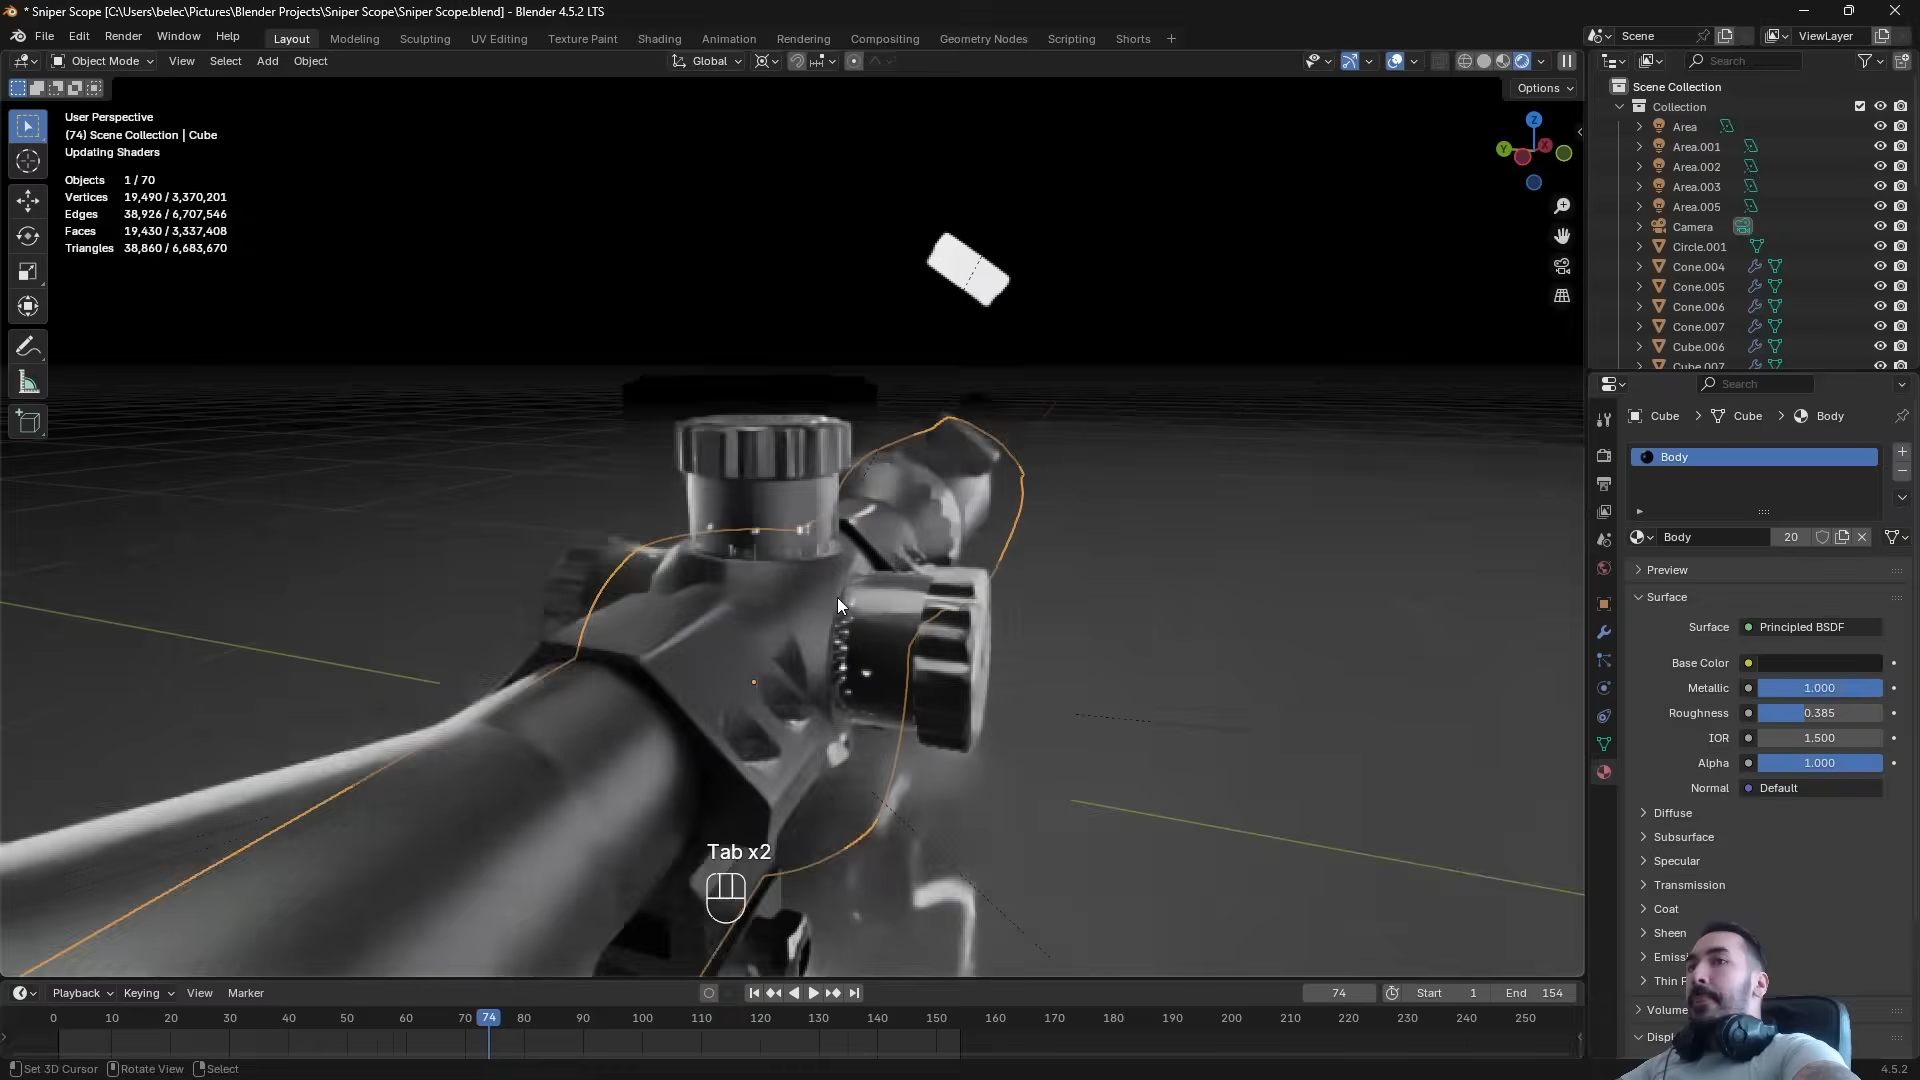 * Sniper Scope [C:\Users\belec\Pictures\Blender Projects\Sniper Scope\Sniper Scope.blend] - Blender 4.5.2 LTS
File Edit Render Window Help Layout Modeling Sculpting UV Editing Texture Paint Shading Animation Rendering Compositing Geometry Nodes Scripting Shorts + Scene ViewLayer
Object Mode View Select Add Object Global Search
Options
User Perspective
(74) Scene Collection | Cube
Updating Shaders
Objects 1 / 70
Vertices 19,490 / 3,370,201
Edges 38,926 / 6,707,546
Faces 19,430 / 3,337,408
Triangles 38,860 / 6,683,670
Z
Y
X
Scene Collection
Collection
Area
Area.001
Area.002
Area.003
Area.005
Camera
Circle.001
Cone.004
Cone.005
Cone.006
Cone.007
Cube.006
Cube.007
Search
Cube > Cube > Body
Body
Body 20
Preview
Surface
Surface Principled BSDF
Base Color
Metallic 1.000
Roughness 0.385
IOR 1.500
Alpha 1.000
Normal Default
Diffuse
Subsurface
Specular
Transmission
Coat
Sheen
Tab x2
Playback Keying View Marker 74 Start 1 End 154
0 10 20 30 40 50 60 70 74 80 90 100 110 120 130 140 150 160 170 180 190 200 210 220 230 240 250
Set 3D Cursor Rotate View Select 4.5.2